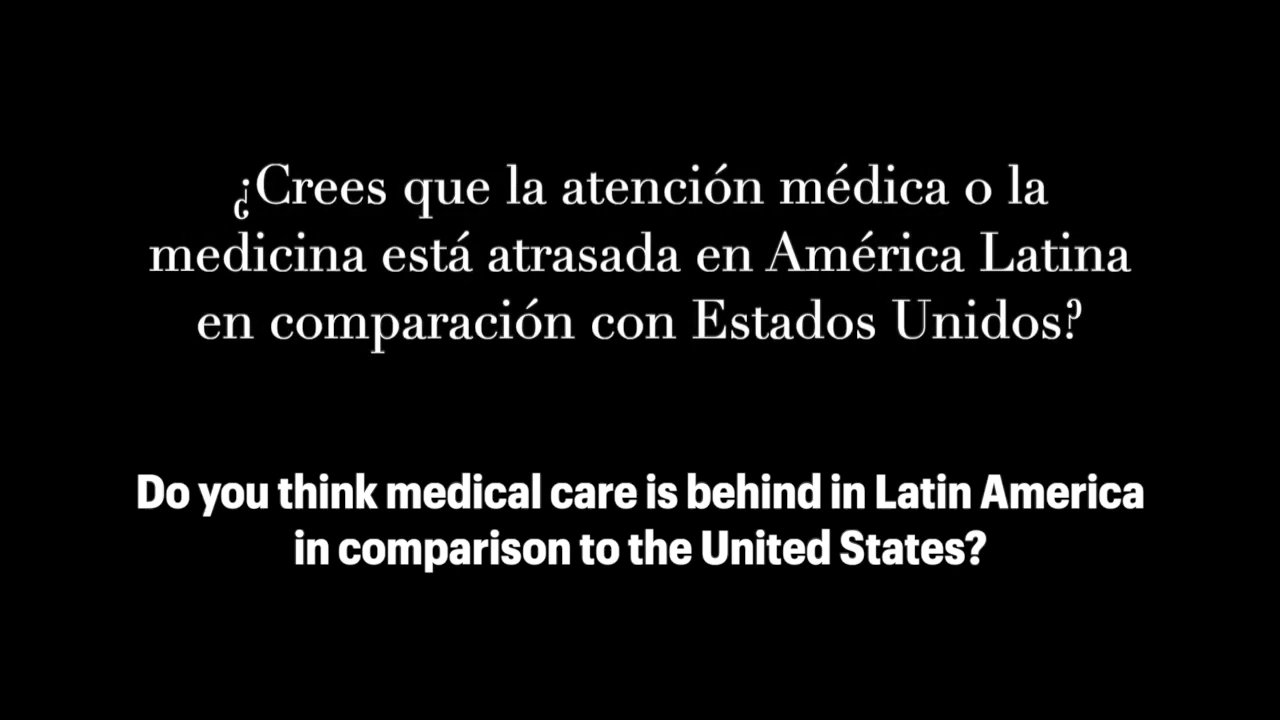 ¿Crees que la atención médica o la
medicina está atrasada en América Latina
en comparación con Estados Unidos?
Do you think medical care is behind in Latin America
in comparison to the United States?